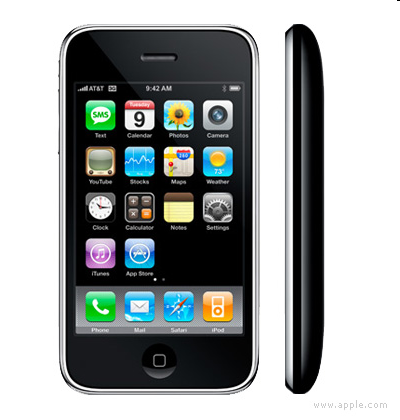 AT&T 3G 9:42 AM
SMS Tuesday 9 280 73°
Text Calendar Photos Camera
YouTube Stocks Maps Weather
Clock Calculator Notes Settings
iTunes App Store
Phone Mail Safari iPod
www.apple.com